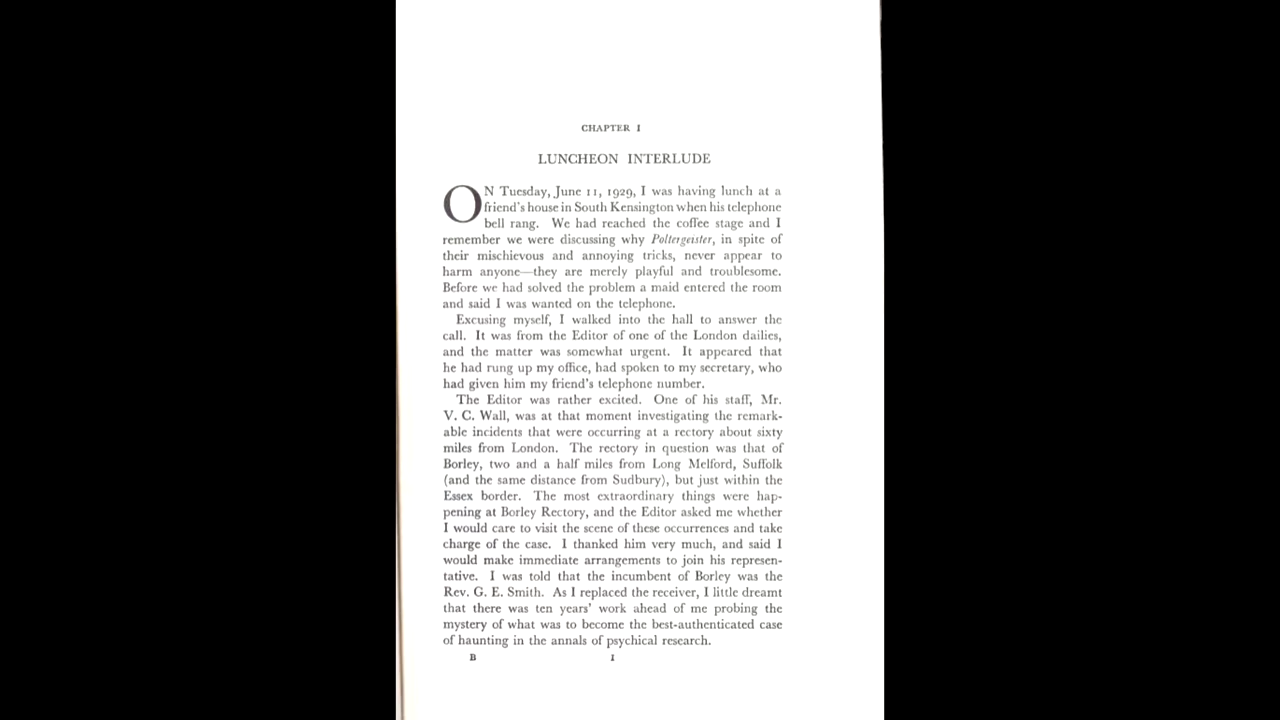 CHAPTER I
LUNCHEON INTERLUDE
ON Tuesday, June 11, 1929, I was having lunch at a
friend's house in South Kensington when his telephone
bell rang. We had reached the coffee stage and I
remember we were discussing why Poltergeister, in spite of
their mischievous and annoying tricks, never appear to
harm anyone—they are merely playful and troublesome.
Before we had solved the problem a maid entered the room
and said I was wanted on the telephone.
Excusing myself, I walked into the hall to answer the
call. It was from the Editor of one of the London dailies,
and the matter was somewhat urgent. It appeared that
he had rung up my office, had spoken to my secretary, who
had given him my friend's telephone number.
The Editor was rather excited. One of his staff, Mr.
V. C. Wall, was at that moment investigating the remark-
able incidents that were occurring at a rectory about sixty
miles from London. The rectory in question was that of
Borley, two and a half miles from Long Melford, Suffolk
(and the same distance from Sudbury), but just within the
Essex border. The most extraordinary things were hap-
pening at Borley Rectory, and the Editor asked me whether
I would care to visit the scene of these occurrences and take
charge of the case. I thanked him very much, and said I
would make immediate arrangements to join his represen-
tative. I was told that the incumbent of Borley was the
Rev. G. E. Smith. As I replaced the receiver, I little dreamt
that there was ten years' work ahead of me probing the
mystery of what was to become the best-authenticated case
of haunting in the annals of psychical research.
B 1